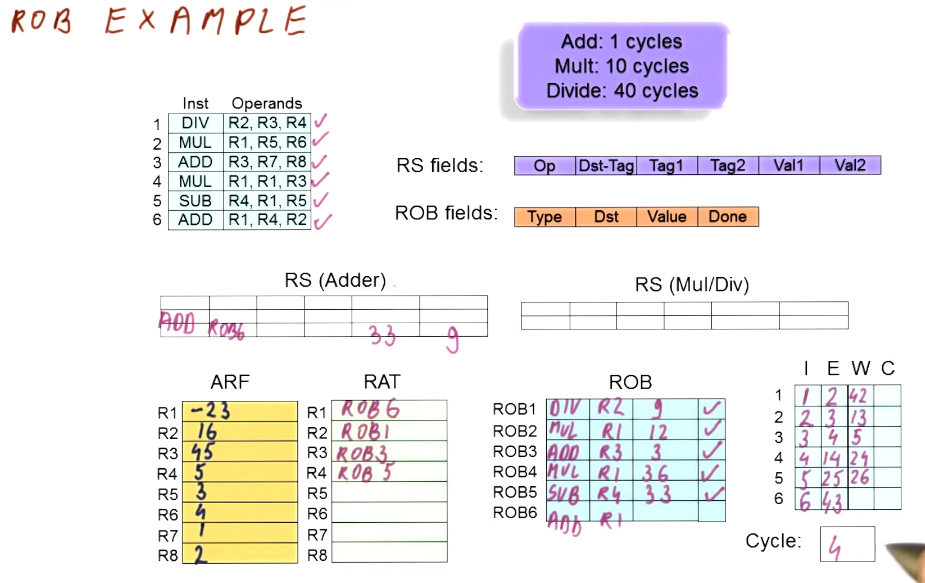 ROB EXAMPLE
Add: 1 cycles
Mult: 10 cycles
Divide: 40 cycles
Inst Operands
1 DIV R2, R3, R4 ✓
2 MUL R1, R5, R6 ✓
3 ADD R3, R7, R8 ✓
4 MUL R1, R1, R3 ✓
5 SUB R4, R1, R5 ✓
6 ADD R1, R4, R2 ✓
RS fields: Op Dst-Tag Tag1 Tag2 Val1 Val2
ROB fields: Type Dst Value Done
RS (Adder)
ADD ROB6 33 9
RS (Mul/Div)
ARF
R1 -23
R2 16
R3 45
R4 5
R5 3
R6 4
R7 1
R8 2
RAT
R1 ROB6
R2 ROB1
R3 ROB3
R4 ROB5
R5
R6
R7
R8
ROB
ROB1 DIV R2 9 ✓
ROB2 MUL R1 12 ✓
ROB3 ADD R3 3 ✓
ROB4 MUL R1 36 ✓
ROB5 SUB R4 33 ✓
ROB6 ADD R1
I E W C
1 1 2 42
2 2 3 13
3 3 4 5
4 4 14 24
5 5 25 26
6 6 43
Cycle: 4